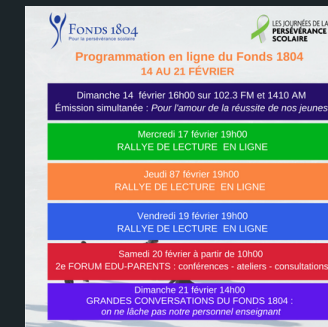 FONDS 1804
Pour la persévérance scolaire
LES JOURNÉES DE LA
PERSÉVÉRANCE
SCOLAIRE
Programmation en ligne du Fonds 1804
14 AU 21 FÉVRIER
Dimanche 14 février 16h00 sur 102.3 FM et 1410 AM
Émission simultanée : Pour l'amour de la réussite de nos jeunes
Mercredi 17 février 19h00
RALLYE DE LECTURE EN LIGNE
Jeudi 87 février 19h00
RALLYE DE LECTURE EN LIGNE
Vendredi 19 février 19h00
RALLYE DE LECTURE EN LIGNE
Samedi 20 février à partir de 10h00
2e FORUM EDU-PARENTS : conférences - ateliers - consultations
Dimanche 21 février 14h00
GRANDES CONVERSATIONS DU FONDS 1804 :
on ne lâche pas notre personnel enseignant